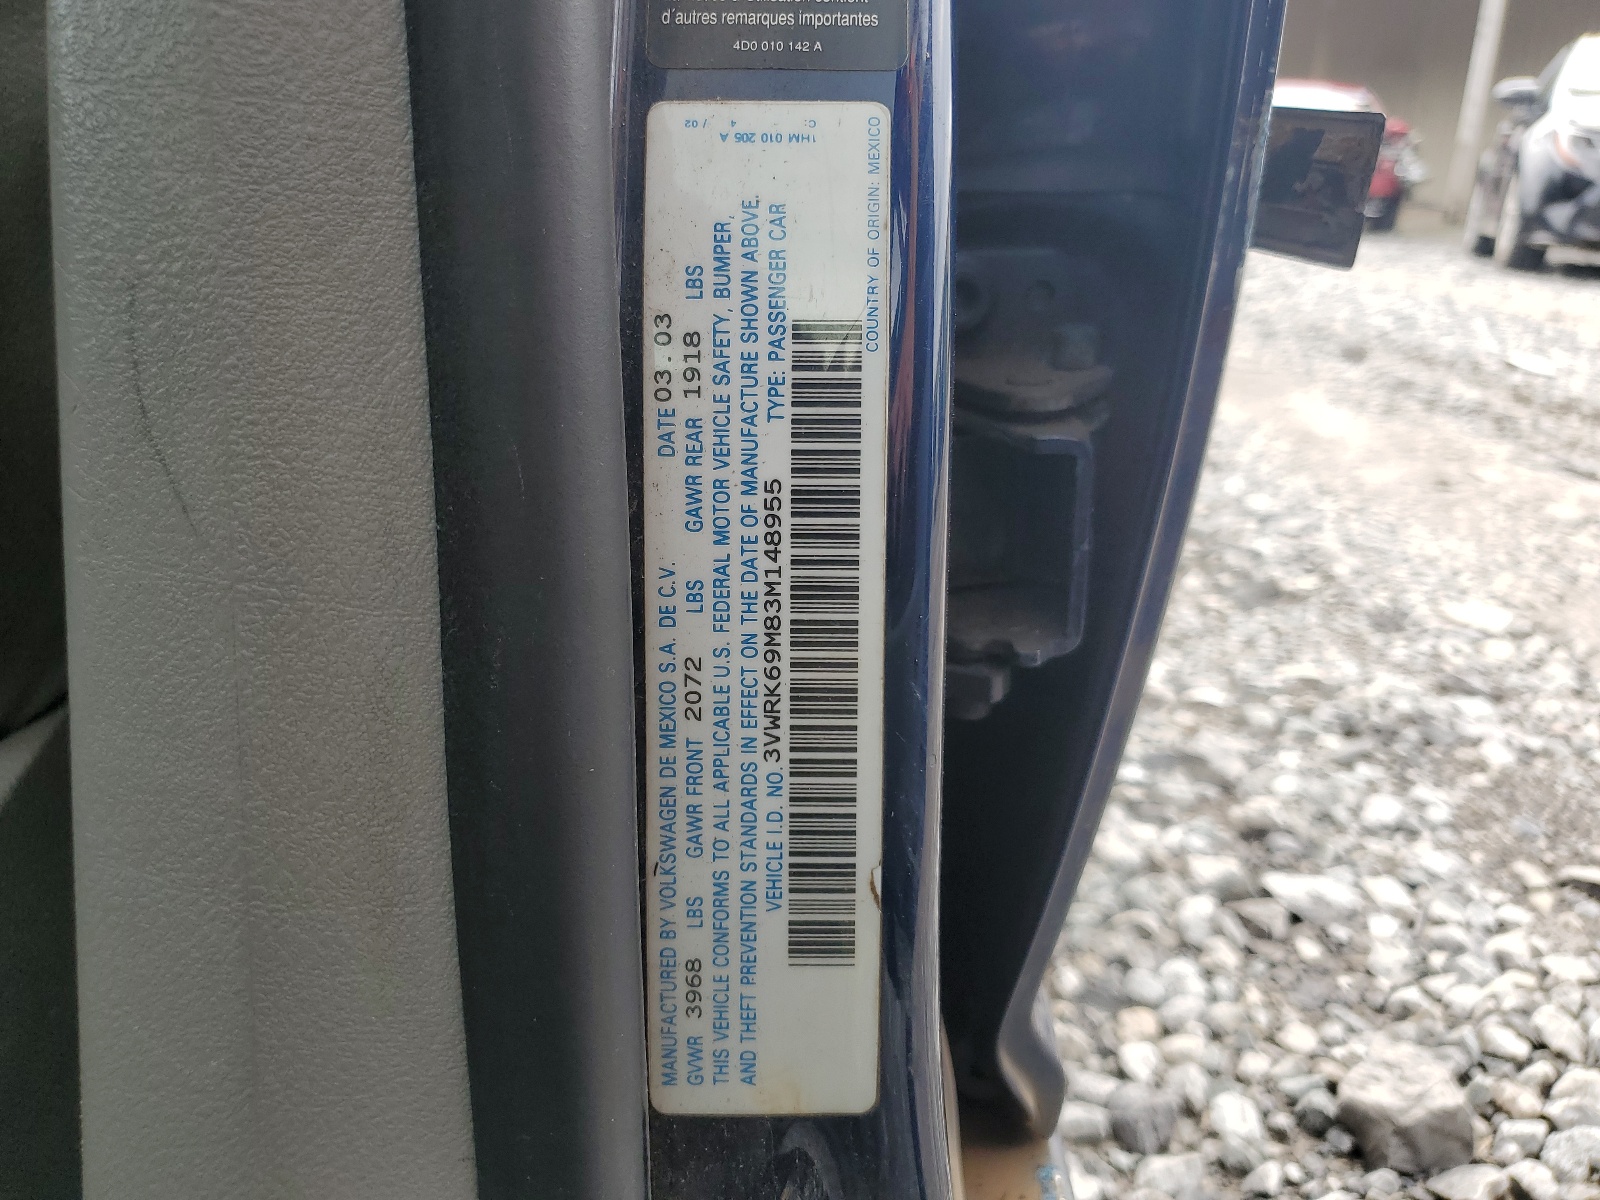 d'autres remarques importantes
4D0 010 142 A
1HM 010 205 A
4 / 02
MANUFACTURED BY VOLKSWAGEN DE MEXICO S.A. DE C.V. DATE 03.03
GVWR 3968 LBS GAWR FRONT 2072 LBS GAWR REAR 1918 LBS
THIS VEHICLE CONFORMS TO ALL APPLICABLE U.S. FEDERAL MOTOR VEHICLE SAFETY, BUMPER,
AND THEFT PREVENTION STANDARDS IN EFFECT ON THE DATE OF MANUFACTURE SHOWN ABOVE.
VEHICLE I.D. NO. 3VWRK69M83M148955 TYPE: PASSENGER CAR
COUNTRY OF ORIGIN: MEXICO